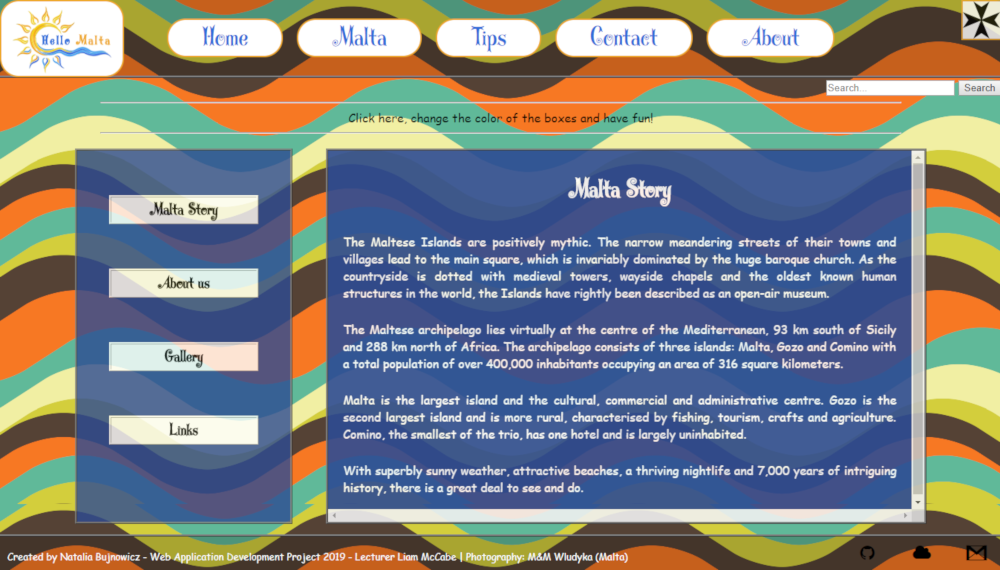 Hello Malta
Home
Malta
Tips
Contact
About
Search...
Search
Click here, change the color of the boxes and have fun!
Malta Story
About us
Gallery
Links
Malta Story
The Maltese Islands are positively mythic. The narrow meandering streets of their towns and
villages lead to the main square, which is invariably dominated by the huge baroque church. As the
countryside is dotted with medieval towers, wayside chapels and the oldest known human
structures in the world, the Islands have rightly been described as an open-air museum.
The Maltese archipelago lies virtually at the centre of the Mediterranean, 93 km south of Sicily
and 288 km north of Africa. The archipelago consists of three islands: Malta, Gozo and Comino with
a total population of over 400,000 inhabitants occupying an area of 316 square kilometers.
Malta is the largest island and the cultural, commercial and administrative centre. Gozo is the
second largest island and is more rural, characterised by fishing, tourism, crafts and agriculture.
Comino, the smallest of the trio, has one hotel and is largely uninhabited.
With superbly sunny weather, attractive beaches, a thriving nightlife and 7,000 years of intriguing
history, there is a great deal to see and do.
Created by Natalia Bujnowicz - Web Application Development Project 2019 - Lecturer Liam McCabe | Photography: M&M Wludyka (Malta)